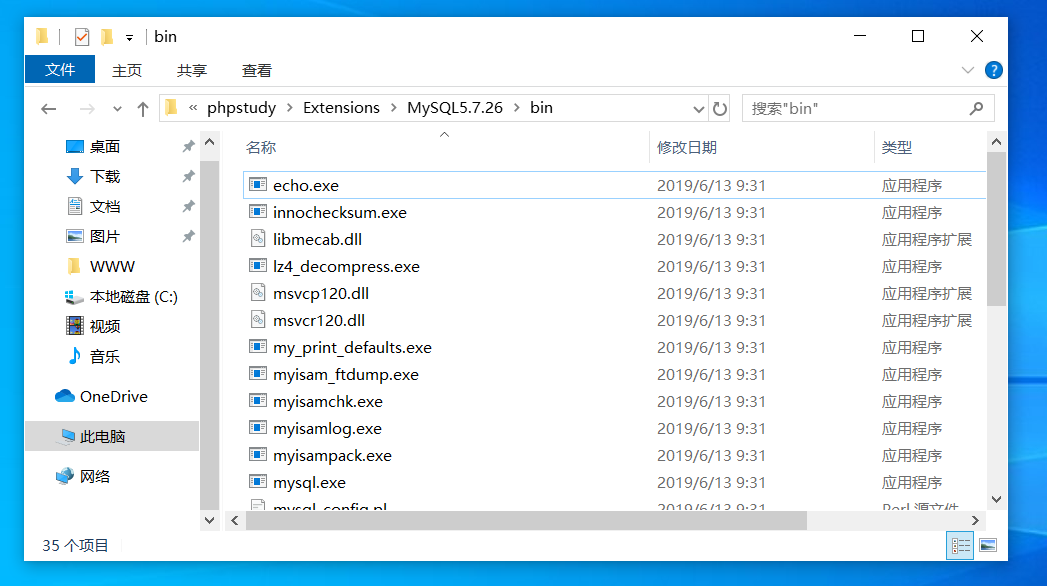 bin
文件 主页 共享 查看
« phpstudy > Extensions > MySQL5.7.26 > bin 搜索"bin"
桌面
下载
文档
图片
WWW
本地磁盘 (C:)
视频
音乐
OneDrive
此电脑
网络
名称 修改日期 类型
echo.exe 2019/6/13 9:31 应用程序
innochecksum.exe 2019/6/13 9:31 应用程序
libmecab.dll 2019/6/13 9:31 应用程序扩展
lz4_decompress.exe 2019/6/13 9:31 应用程序
msvcp120.dll 2019/6/13 9:31 应用程序扩展
msvcr120.dll 2019/6/13 9:31 应用程序扩展
my_print_defaults.exe 2019/6/13 9:31 应用程序
myisam_ftdump.exe 2019/6/13 9:31 应用程序
myisamchk.exe 2019/6/13 9:31 应用程序
myisamlog.exe 2019/6/13 9:31 应用程序
myisampack.exe 2019/6/13 9:31 应用程序
mysql.exe 2019/6/13 9:31 应用程序
mysql_config.pl 2019/6/13 9:31 Perl 源文件
35 个项目